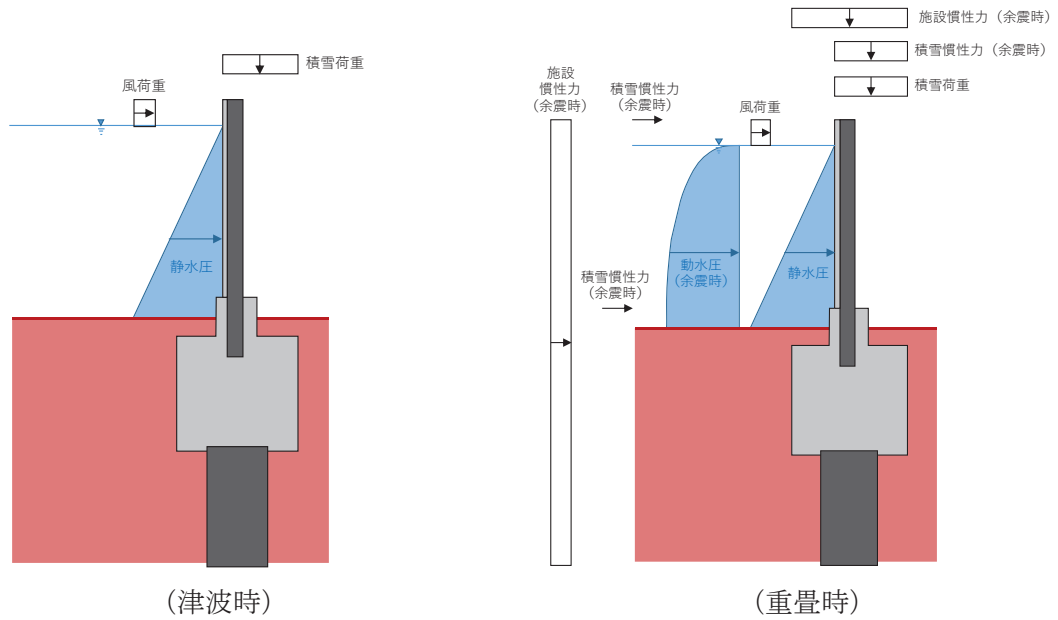 積雪荷重
風荷重
静水圧
（津波時）
施設慣性力（余震時）
積雪慣性力（余震時）
積雪荷重
施設
慣性力
（余震時）
積雪慣性力
（余震時）
風荷重
動水圧
（余震時）
静水圧
積雪慣性力
（余震時）
（重畳時）